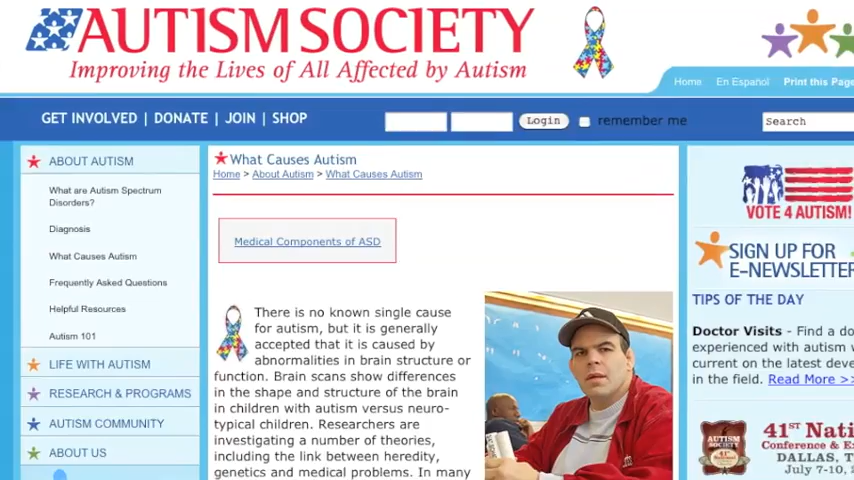 AUTISM SOCIETY
Improving the Lives of All Affected by Autism
Home En Español Print this Page
GET INVOLVED | DONATE | JOIN | SHOP
Login remember me Search
ABOUT AUTISM
What are Autism Spectrum
Disorders?
Diagnosis
What Causes Autism
Frequently Asked Questions
Helpful Resources
Autism 101
LIFE WITH AUTISM
RESEARCH & PROGRAMS
AUTISM COMMUNITY
ABOUT US
What Causes Autism
Home > About Autism > What Causes Autism
Medical Components of ASD
There is no known single cause
for autism, but it is generally
accepted that it is caused by
abnormalities in brain structure or
function. Brain scans show differences
in the shape and structure of the brain
in children with autism versus neuro-
typical children. Researchers are
investigating a number of theories,
including the link between heredity,
genetics and medical problems. In many
VOTE 4 AUTISM!
SIGN UP FOR
E-NEWSLETTER
TIPS OF THE DAY
Doctor Visits - Find a do
experienced with autism
current on the latest deve
in the field. Read More >>
AUTISM
SOCIETY
41st
41ST Nati
Conference & E
DALLAS, T
July 7-10,